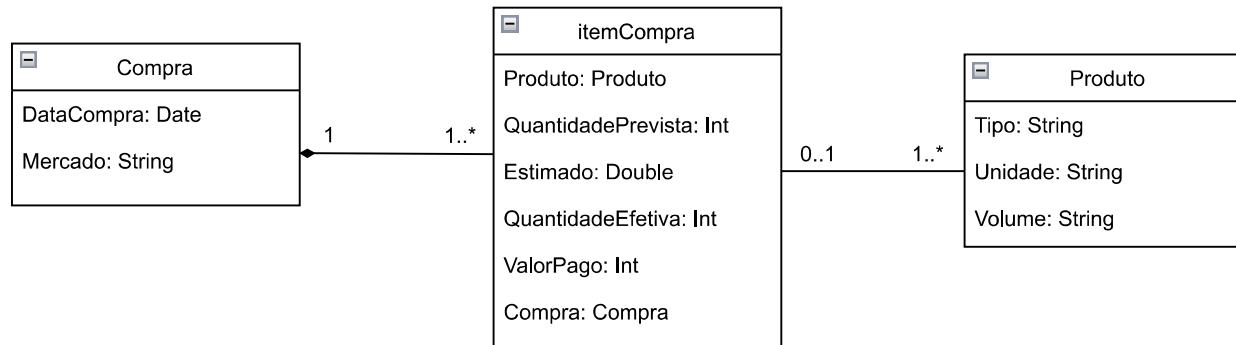 Compra
DataCompra: Date
Mercado: String
1
1..*
itemCompra
Produto: Produto
QuantidadePrevista: Int
Estimado: Double
QuantidadeEfetiva: Int
ValorPago: Int
Compra: Compra
0..1
1..*
Produto
Tipo: String
Unidade: String
Volume: String